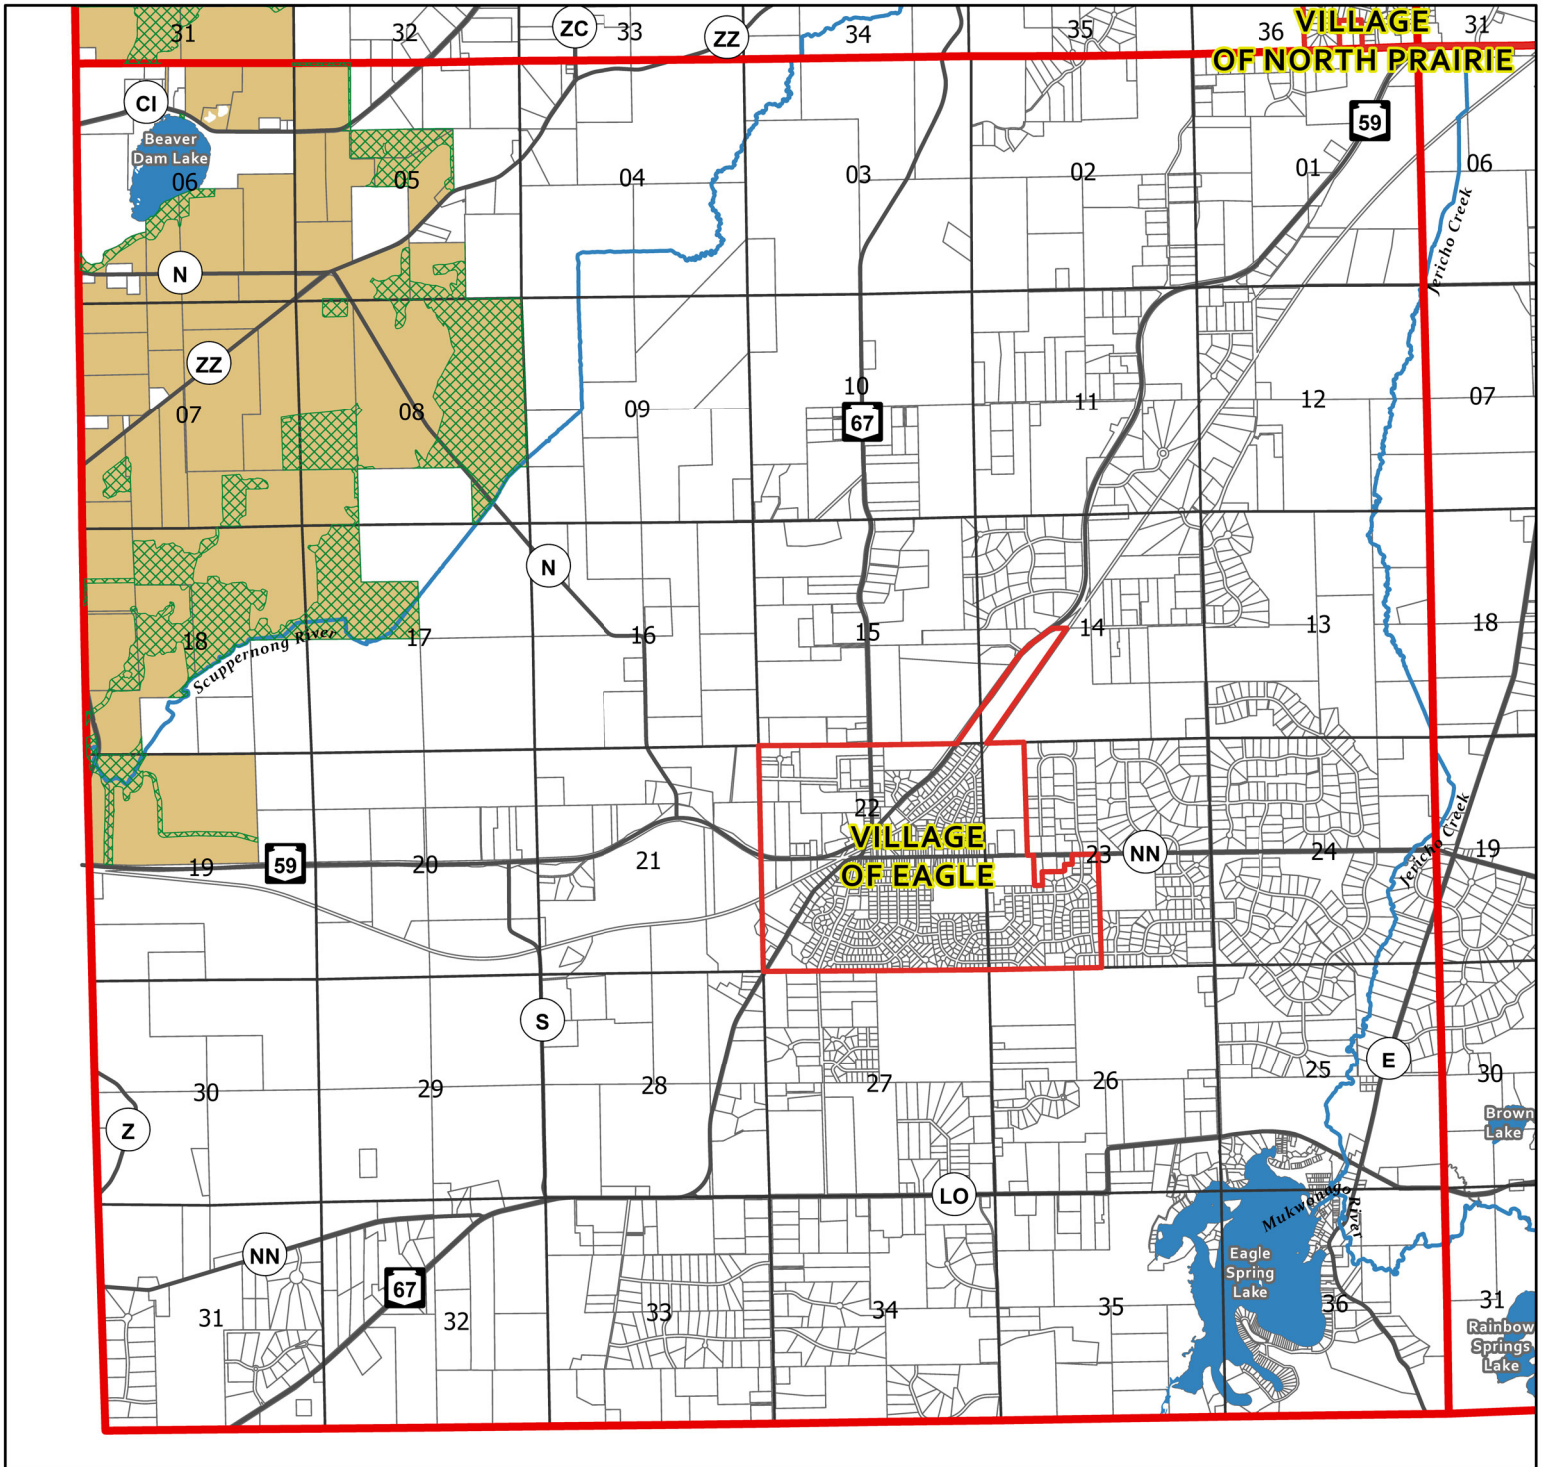 31
32
ZC
33
ZZ
34
35
36
VILLAGE
OF NORTH PRAIRIE
31
CI
Beaver
Dam Lake
06
05
04
03
02
01
59
06
Jericho Creek
N
ZZ
07
08
09
10
67
11
12
07
N
18
Scuppernong River
17
16
15
14
13
18
22
VILLAGE
OF EAGLE
19
59
20
21
23
NN
24
Jericho Creek
19
S
30
29
28
27
26
25
E
30
Z
Brown
Lake
LO
Mukwonago
River
NN
67
31
32
33
34
35
Eagle
Spring
Lake
36
31
Rainbow
Springs
Lake